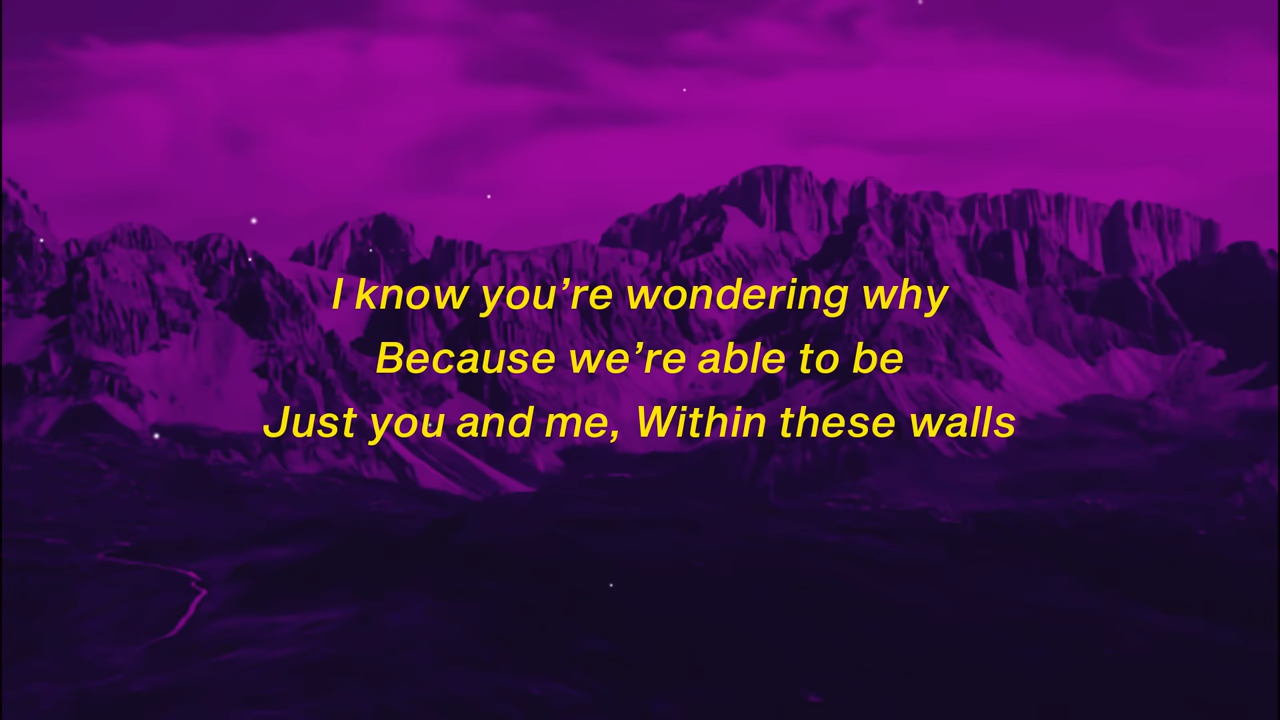 I know you’re wondering why
Because we’re able to be
Just you and me, Within these walls